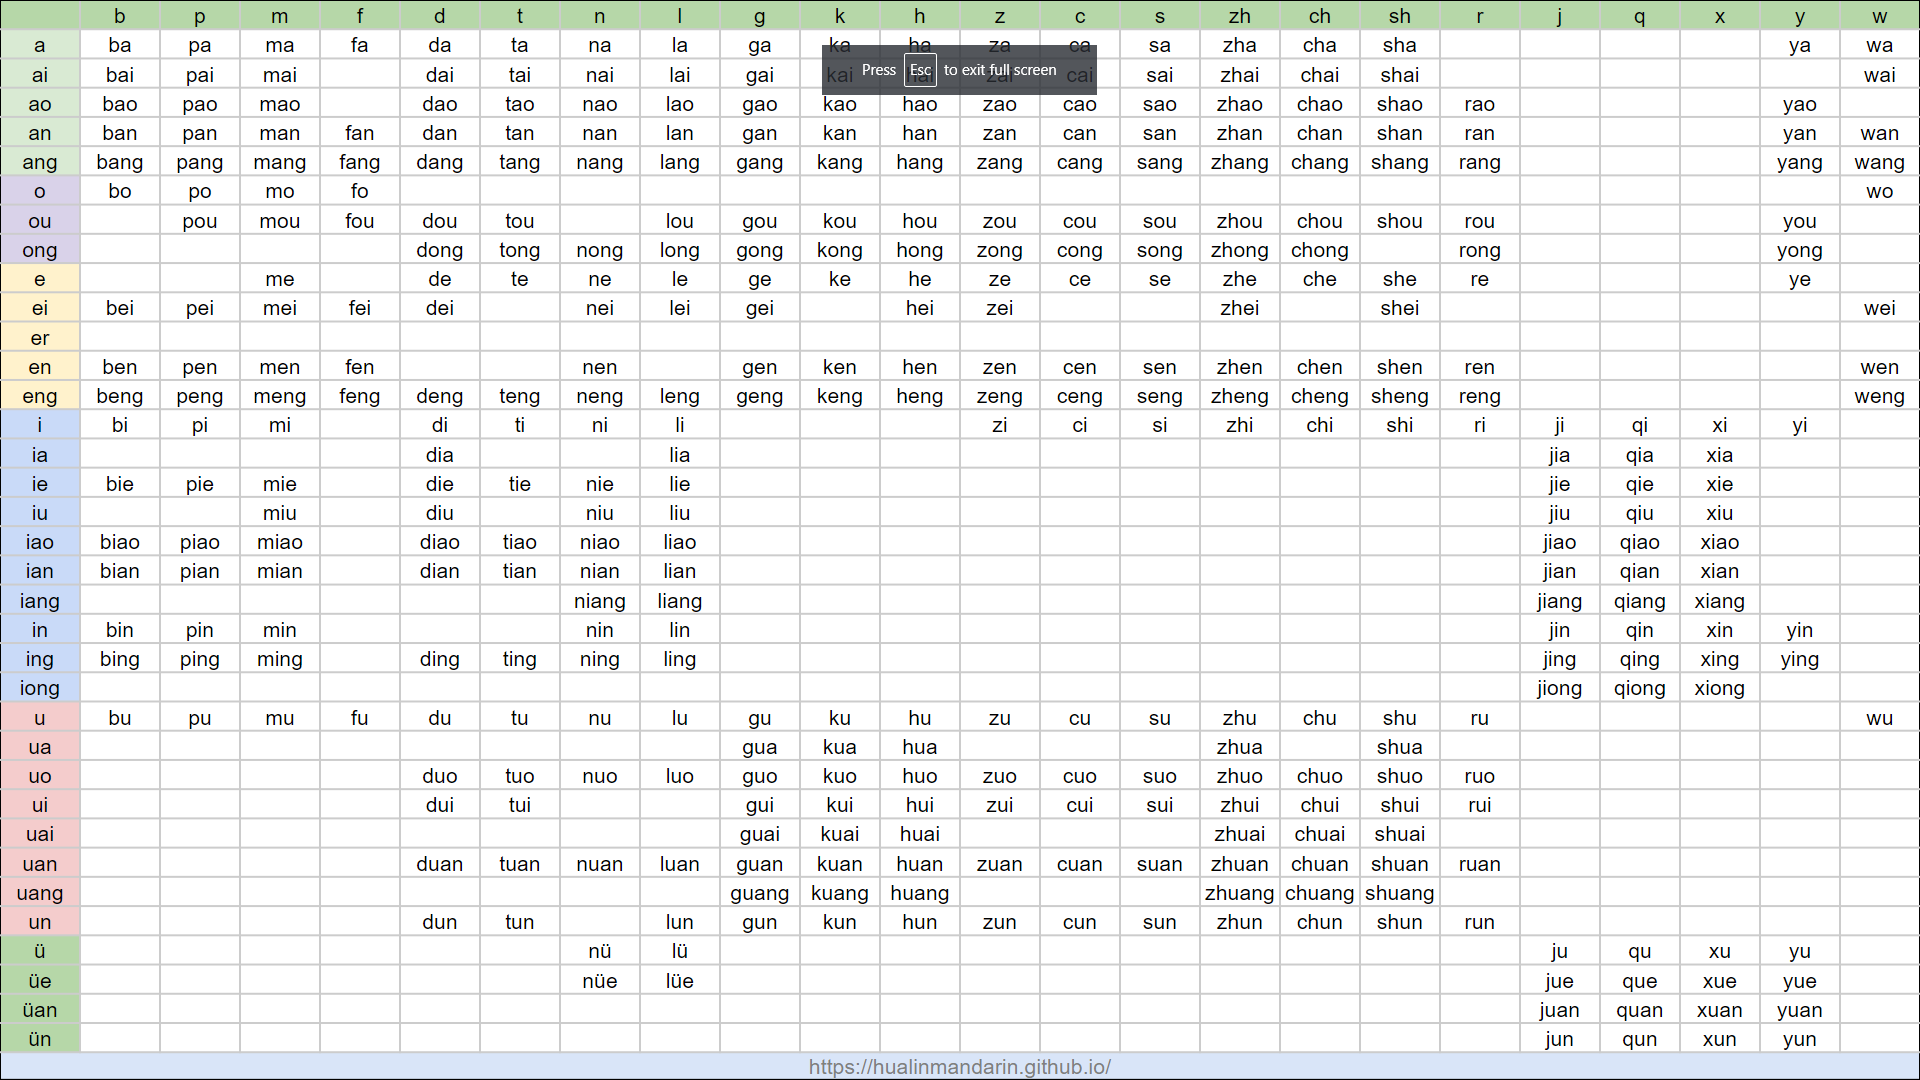 b p m f d t n l g k h z c s zh ch sh r j q x y w
a ba pa ma fa da ta na la ga ka ha za ca sa zha cha sha ya wa
Press Esc to exit full screen
ai bai pai mai dai tai nai lai gai kai hai zai cai sai zhai chai shai wai
ao bao pao mao dao tao nao lao gao kao hao zao cao sao zhao chao shao rao yao
an ban pan man fan dan tan nan lan gan kan han zan can san zhan chan shan ran yan wan
ang bang pang mang fang dang tang nang lang gang kang hang zang cang sang zhang chang shang rang yang wang
o bo po mo fo wo
ou pou mou fou dou tou lou gou kou hou zou cou sou zhou chou shou rou you
ong dong tong nong long gong kong hong zong cong song zhong chong rong yong
e me de te ne le ge ke he ze ce se zhe che she re ye
ei bei pei mei fei dei nei lei gei hei zei zhei shei wei
er
en ben pen men fen nen gen ken hen zen cen sen zhen chen shen ren wen
eng beng peng meng feng deng teng neng leng geng keng heng zeng ceng seng zheng cheng sheng reng weng
i bi pi mi di ti ni li zi ci si zhi chi shi ri ji qi xi yi
ia dia lia jia qia xia
ie bie pie mie die tie nie lie jie qie xie
iu miu diu niu liu jiu qiu xiu
iao biao piao miao diao tiao niao liao jiao qiao xiao
ian bian pian mian dian tian nian lian jian qian xian
iang niang liang jiang qiang xiang
in bin pin min nin lin jin qin xin yin
ing bing ping ming ding ting ning ling jing qing xing ying
iong jiong qiong xiong
u bu pu mu fu du tu nu lu gu ku hu zu cu su zhu chu shu ru wu
ua gua kua hua zhua shua
uo duo tuo nuo luo guo kuo huo zuo cuo suo zhuo chuo shuo ruo
ui dui tui gui kui hui zui cui sui zhui chui shui rui
uai guai kuai huai zhuai chuai shuai
uan duan tuan nuan luan guan kuan huan zuan cuan suan zhuan chuan shuan ruan
uang guang kuang huang zhuang chuang shuang
un dun tun lun gun kun hun zun cun sun zhun chun shun run
ü nü lü ju qu xu yu
üe nüe lüe jue que xue yue
üan juan quan xuan yuan
ün jun qun xun yun
https://hualinmandarin.github.io/